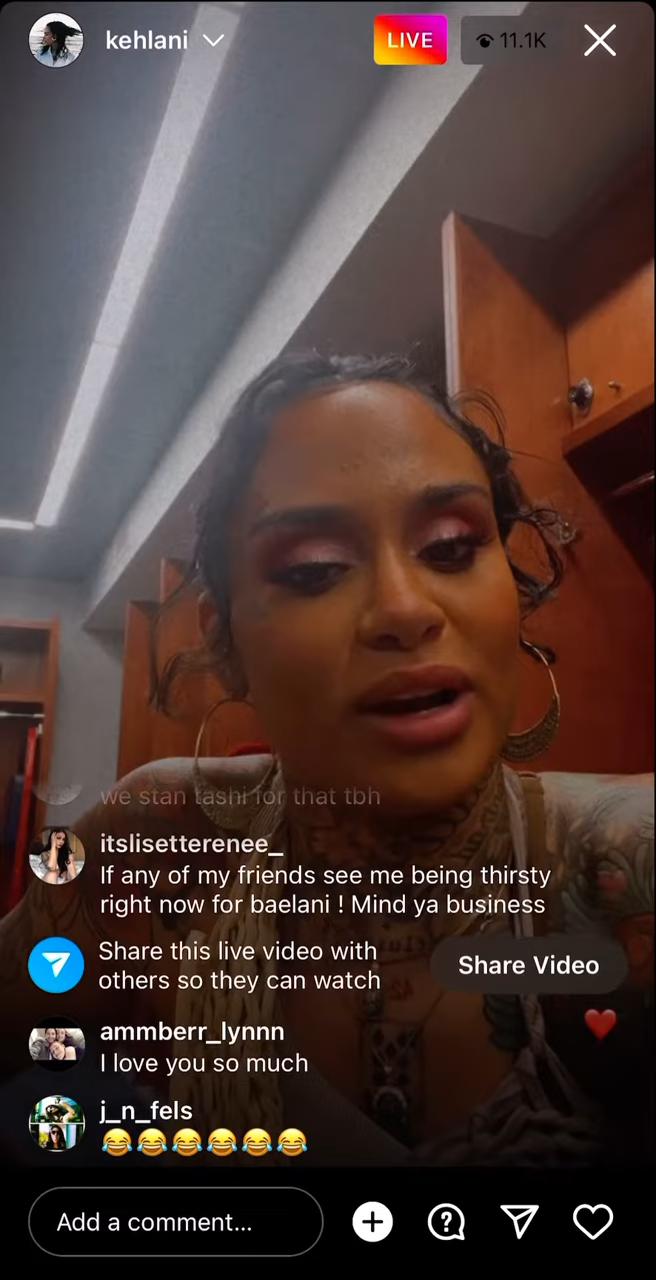 kehlani
LIVE
11.1K
we stan tashi for that tbh
itslisetterenee_
If any of my friends see me being thirsty
right now for baelani ! Mind ya business
Share this live video with
others so they can watch
Share Video
ammberr_lynnn
I love you so much
j_n_fels
😂😂😂😂😂😂
Add a comment...